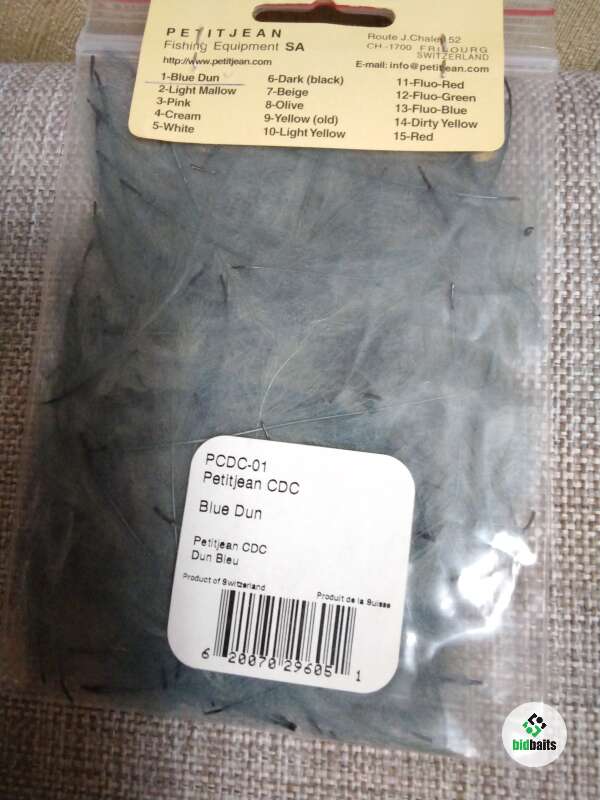 PETITJEAN
Fishing Equipment SA
http://www.petitjean.com
Route J.Chaley 52
CH-1700 FRIBOURG
SWITZERLAND
E-mail: info@petitjean.com
1-Blue Dun
2-Light Mallow
3-Pink
4-Cream
5-White
6-Dark (black)
7-Beige
8-Olive
9-Yellow (old)
10-Light Yellow
11-Fluo-Red
12-Fluo-Green
13-Fluo-Blue
14-Dirty Yellow
15-Red
PCDC-01
Petitjean CDC
Blue Dun
Petitjean CDC
Dun Bleu
Product of Switzerland
Produit de la Suisse
6 20070 29605 1
bidbaits